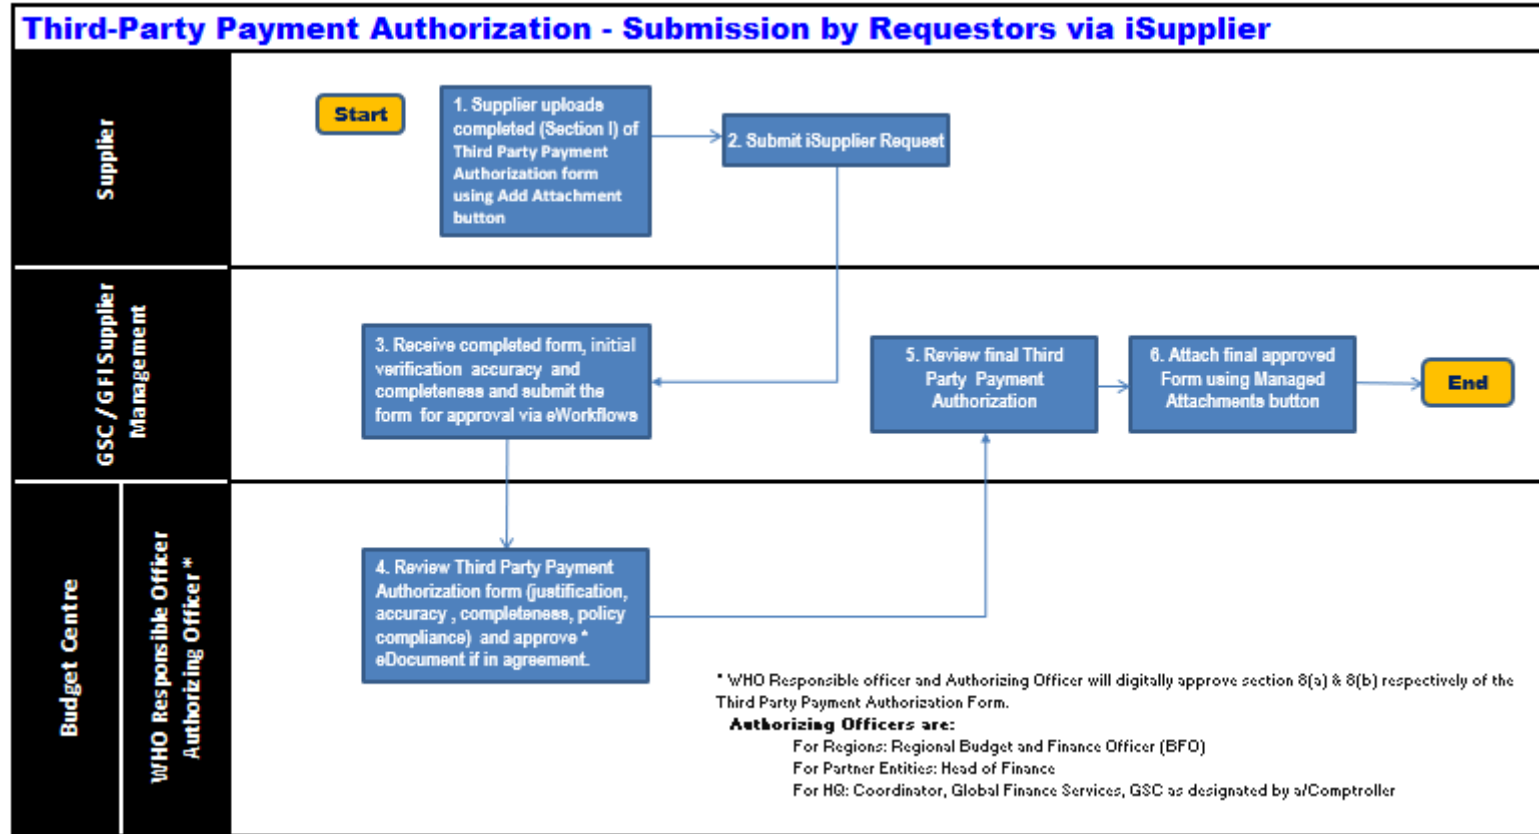 Third-Party Payment Authorization - Submission by Requestors via iSupplier
Supplier
Start
1. Supplier uploads
completed (Section I) of
Third Party Payment
Authorization form
using Add Attachment
button
2. Submit iSupplier Request
GSC / GFI Supplier
Management
3. Receive completed form, initial
verification accuracy and
completeness and submit the
form for approval via eWorkflows
5. Review final Third
Party Payment
Authorization
6. Attach final approved
Form using Managed
Attachments button
End
Budget Centre
WHO Responsible Officer
Authorizing Officer *
4. Review Third Party Payment
Authorization form (justification,
accuracy , completeness, policy
compliance) and approve *
eDocument if in agreement.
* WHO Responsible officer and Authorizing Officer will digitally approve section 8(a) & 8(b) respectively of the
Third Party Payment Authorization Form.
Authorizing Officers are:
For Regions: Regional Budget and Finance Officer (BFO)
For Partner Entities: Head of Finance
For HQ: Coordinator, Global Finance Services, GSC as designated by a/Comptroller